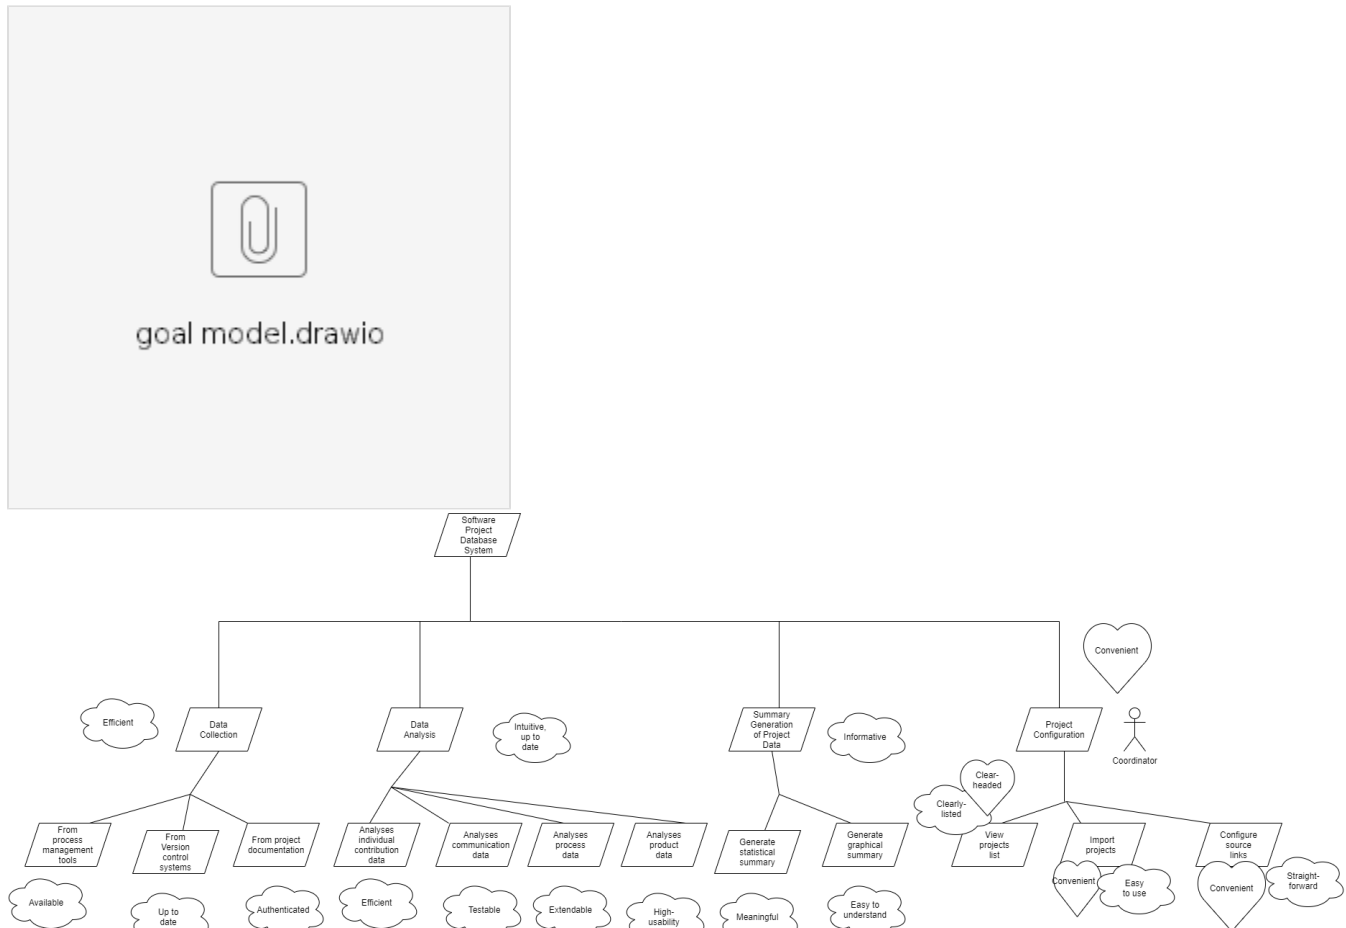 goal model.drawio
Software
Project
Database
System
Convenient
Efficient
Data
Collection
Data
Analysis
Intuitive,
up to
date
Summary
Generation
of Project
Data
Informative
Project
Configuration
Coordinator
Clear-
headed
Clearly-
listed
From
process
management
tools
From
Version
control
systems
From project
documentation
Analyses
individual
contribution
data
Analyses
communication
data
Analyses
process
data
Analyses
product
data
Generate
statistical
summary
Generate
graphical
summary
View
projects
list
Import
projects
Configure
source
links
Available
Up to
date
Authenticated
Efficient
Testable
Extendable
High-
usability
Meaningful
Easy to
understand
Convenient
Easy
to use
Convenient
Straight-
forward